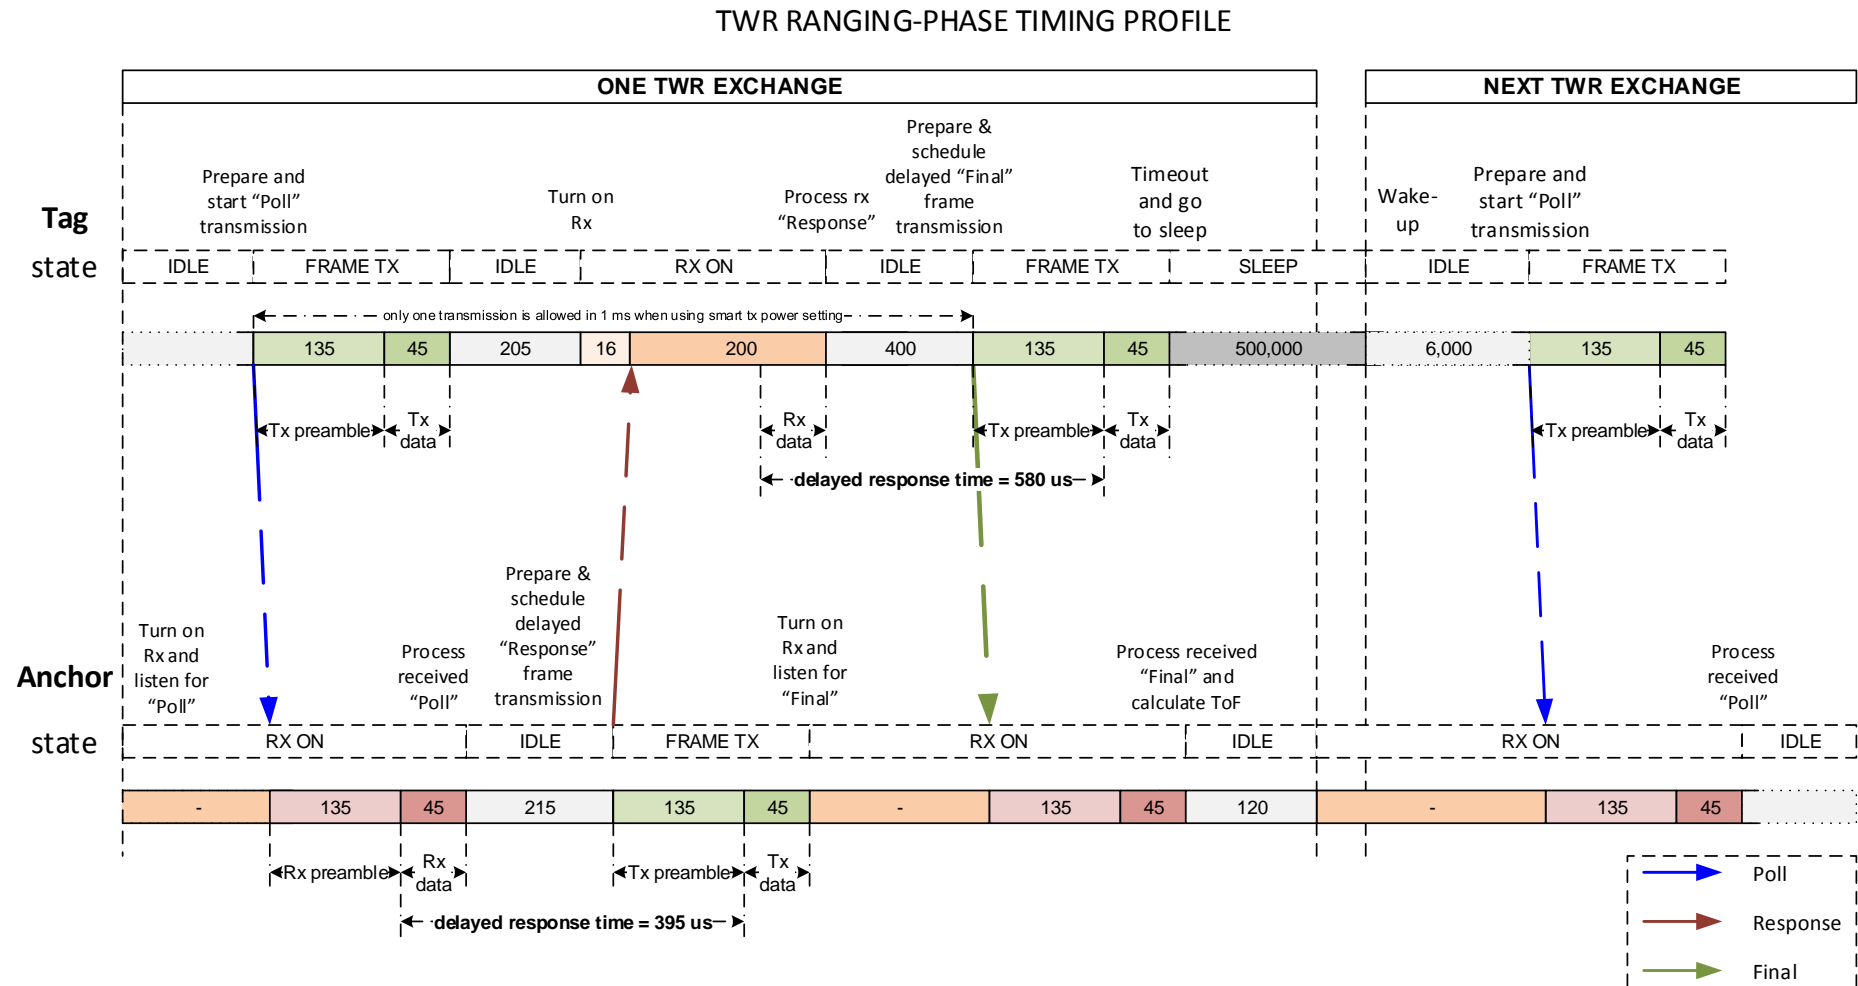 TWR RANGING-PHASE TIMING PROFILE
ONE TWR EXCHANGE
NEXT TWR EXCHANGE
Tag
state
Prepare and
start “Poll”
transmission
Turn on
Rx
Process rx
“Response”
Prepare &
schedule
delayed “Final”
frame
transmission
Timeout
and go
to sleep
Wake-
up
Prepare and
start “Poll”
transmission
IDLE
FRAME TX
IDLE
RX ON
IDLE
FRAME TX
SLEEP
IDLE
FRAME TX
only one transmission is allowed in 1 ms when using smart tx power setting
135
45
205
16
200
400
135
45
500,000
6,000
135
45
Tx preamble
Tx
data
Rx
data
Tx preamble
Tx
data
Tx preamble
Tx
data
delayed response time = 580 us
Anchor
state
Turn on
Rx and
listen for
“Poll”
Process
received
“Poll”
Prepare &
schedule
delayed
“Response”
frame
transmission
Turn on
Rx and
listen for
“Final”
Process received
“Final” and
calculate ToF
Process
received
“Poll”
RX ON
IDLE
FRAME TX
RX ON
IDLE
RX ON
IDLE
-
135
45
215
135
45
-
135
45
120
-
135
45
Rx preamble
Rx
data
Tx preamble
Tx
data
delayed response time = 395 us
Poll
Response
Final